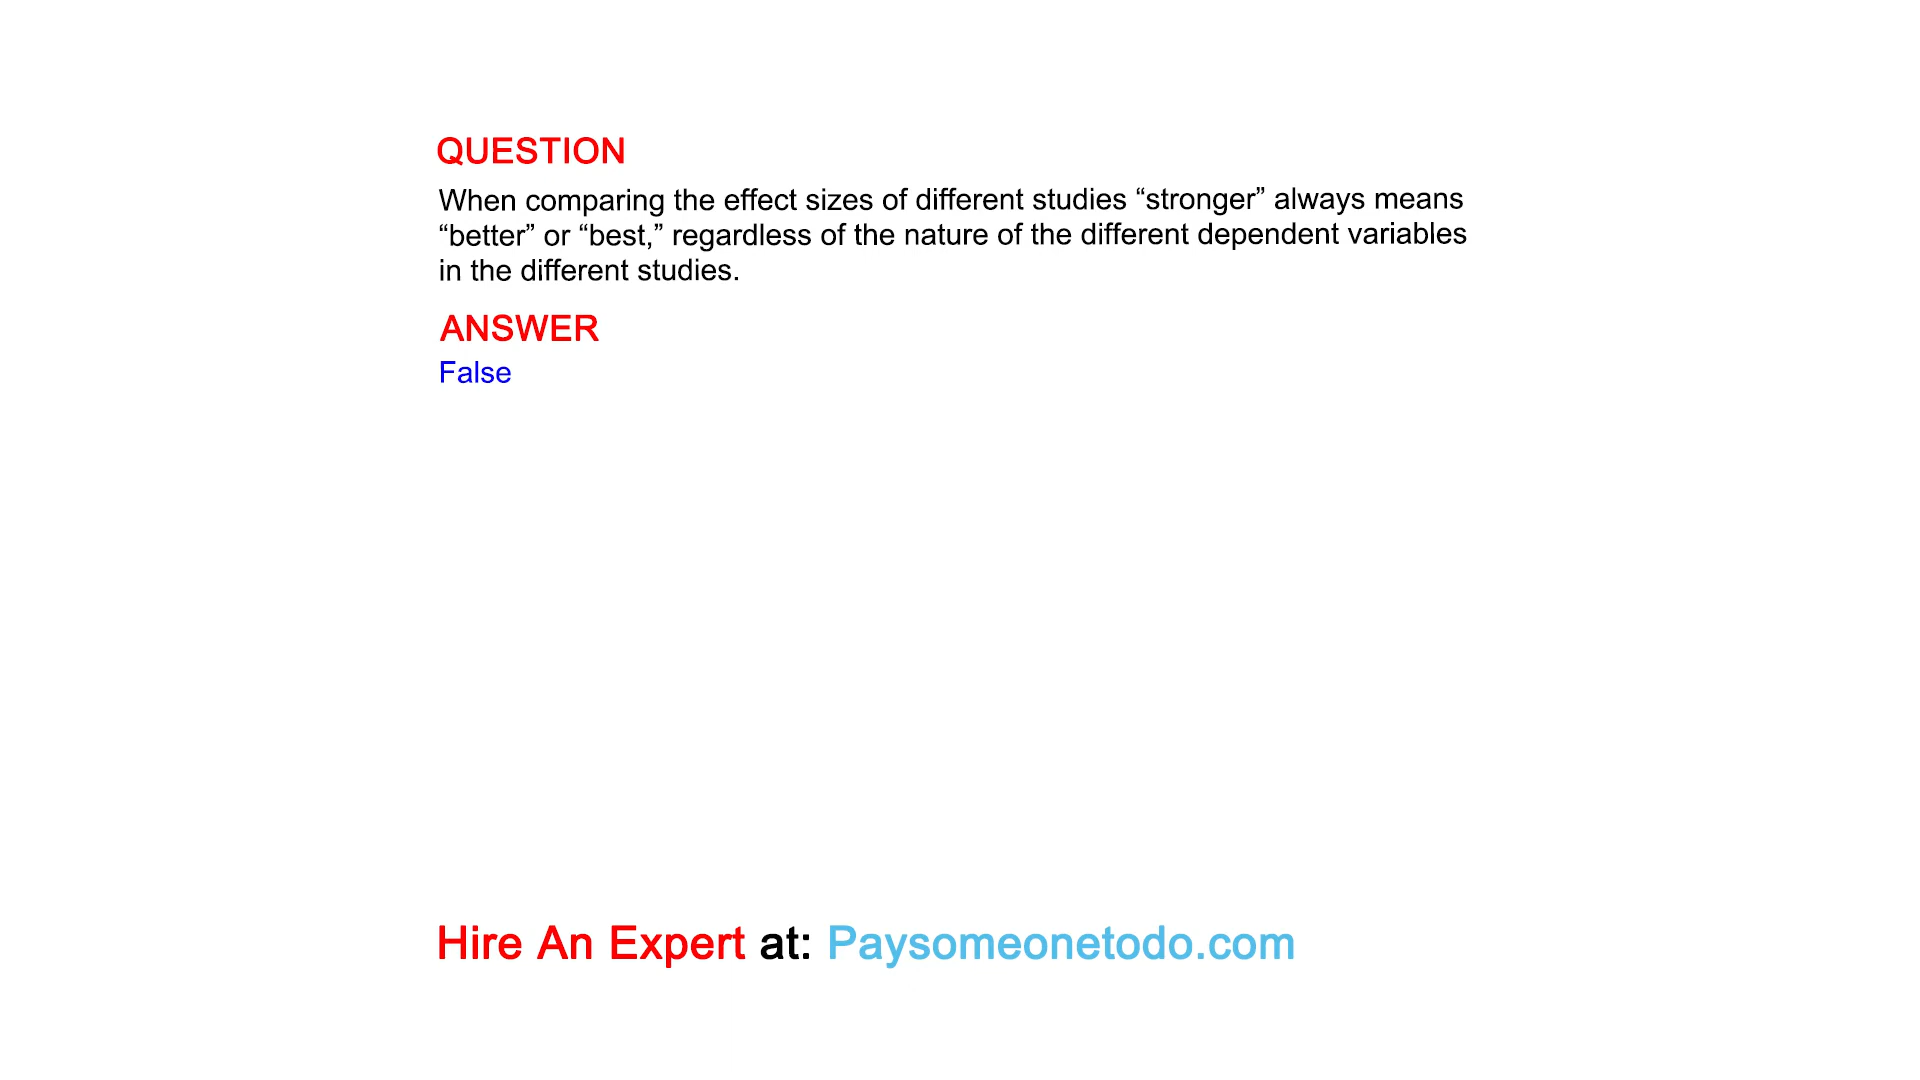 QUESTION
When comparing the effect sizes of different studies “stronger” always means
“better” or “best,” regardless of the nature of the different dependent variables
in the different studies.
ANSWER
False
Hire An Expert at: Paysomeonetodo.com